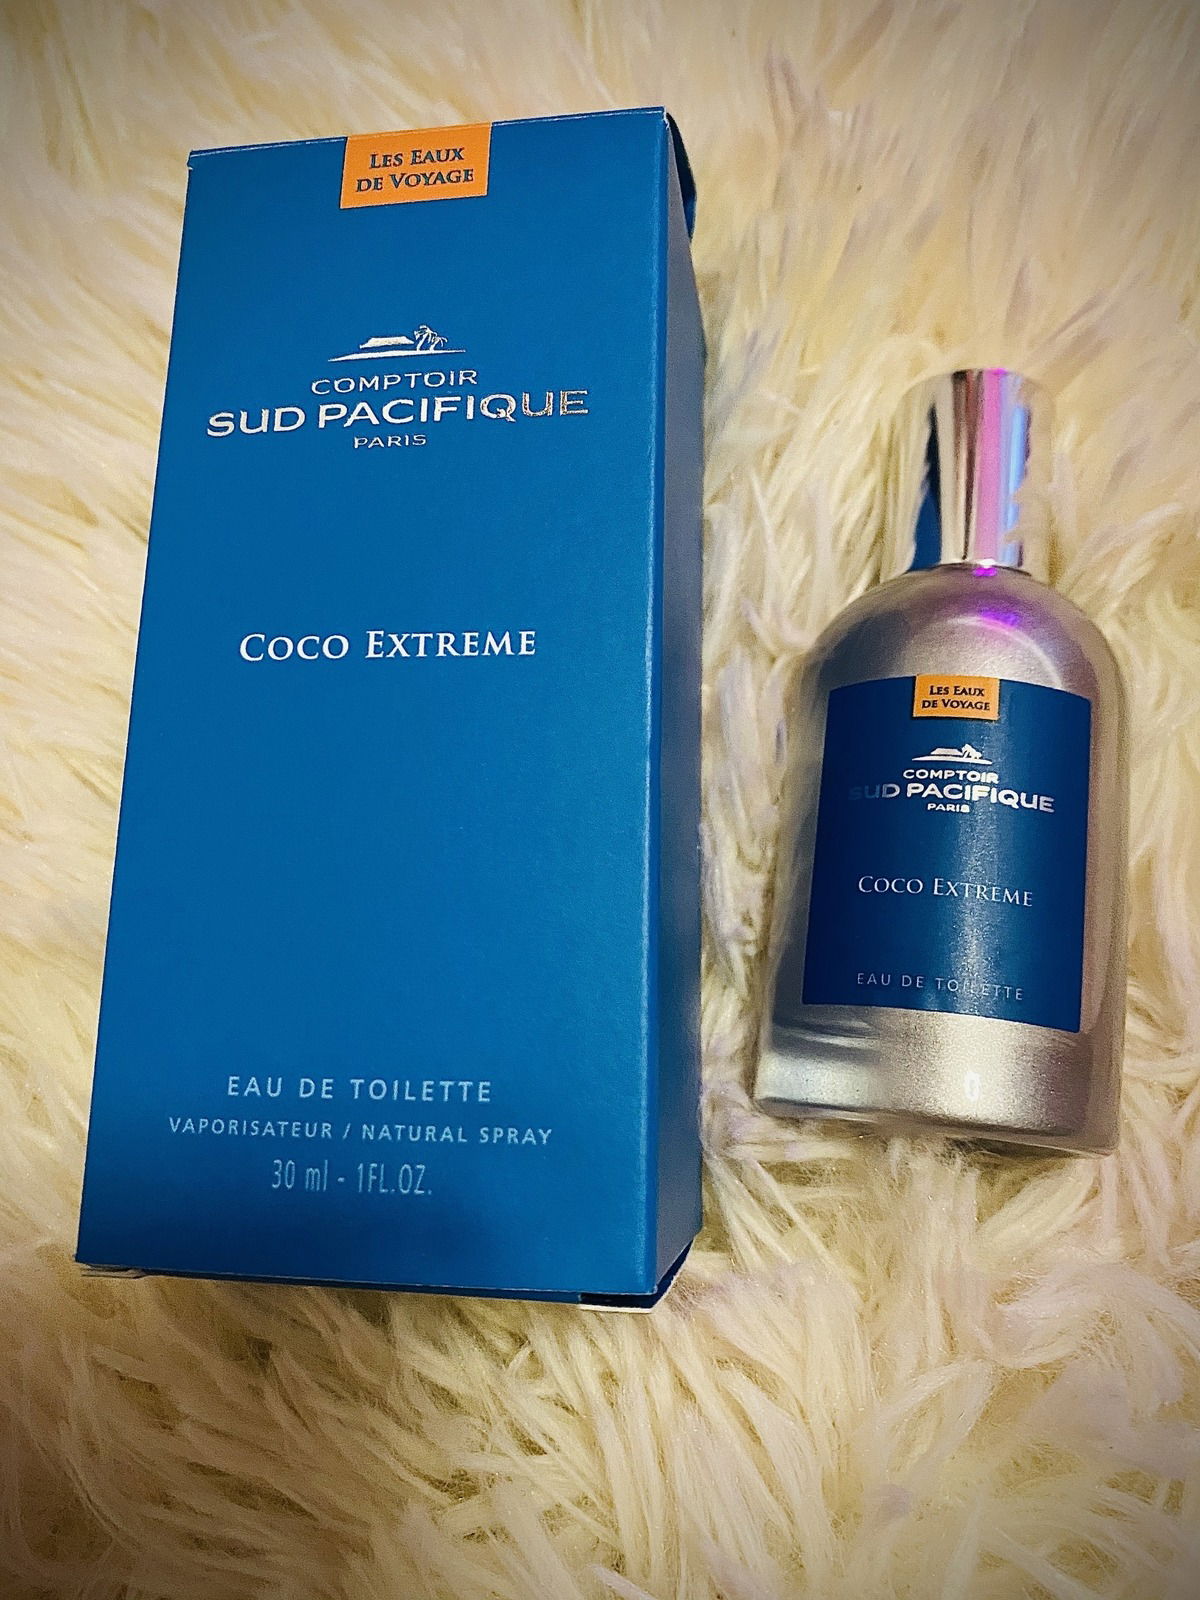 LES EAUX
DE VOYAGE
COMPTOIR
SUD PACIFIQUE
PARIS
COCO EXTREME
EAU DE TOILETTE
VAPORISATEUR / NATURAL SPRAY
30 ml - 1FL.OZ.
LES EAUX
DE VOYAGE
COMPTOIR
SUD PACIFIQUE
PARIS
COCO EXTREME
EAU DE TOILETTE